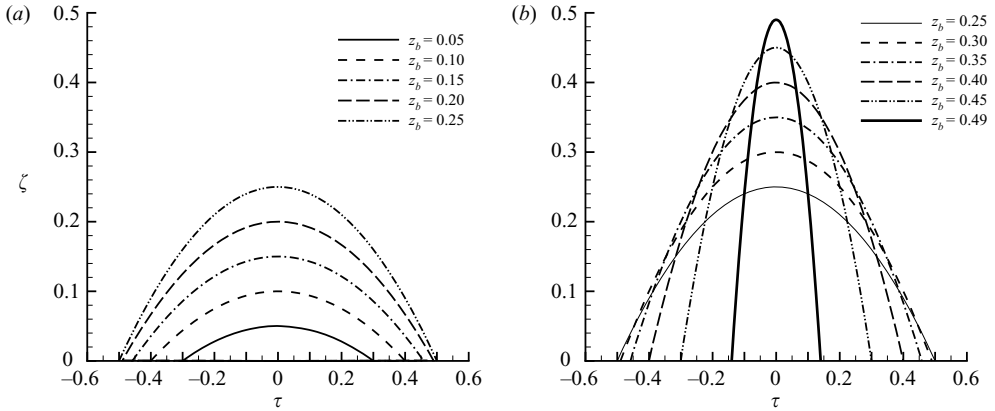 (a)
0.5
0.4
0.3
0.2
0.1
0
ζ
z_b = 0.05
z_b = 0.10
z_b = 0.15
z_b = 0.20
z_b = 0.25
–0.6 –0.4 –0.2 0 0.2 0.4 0.6
τ
(b)
0.5
0.4
0.3
0.2
0.1
0
z_b = 0.25
z_b = 0.30
z_b = 0.35
z_b = 0.40
z_b = 0.45
z_b = 0.49
–0.6 –0.4 –0.2 0 0.2 0.4 0.6
τ